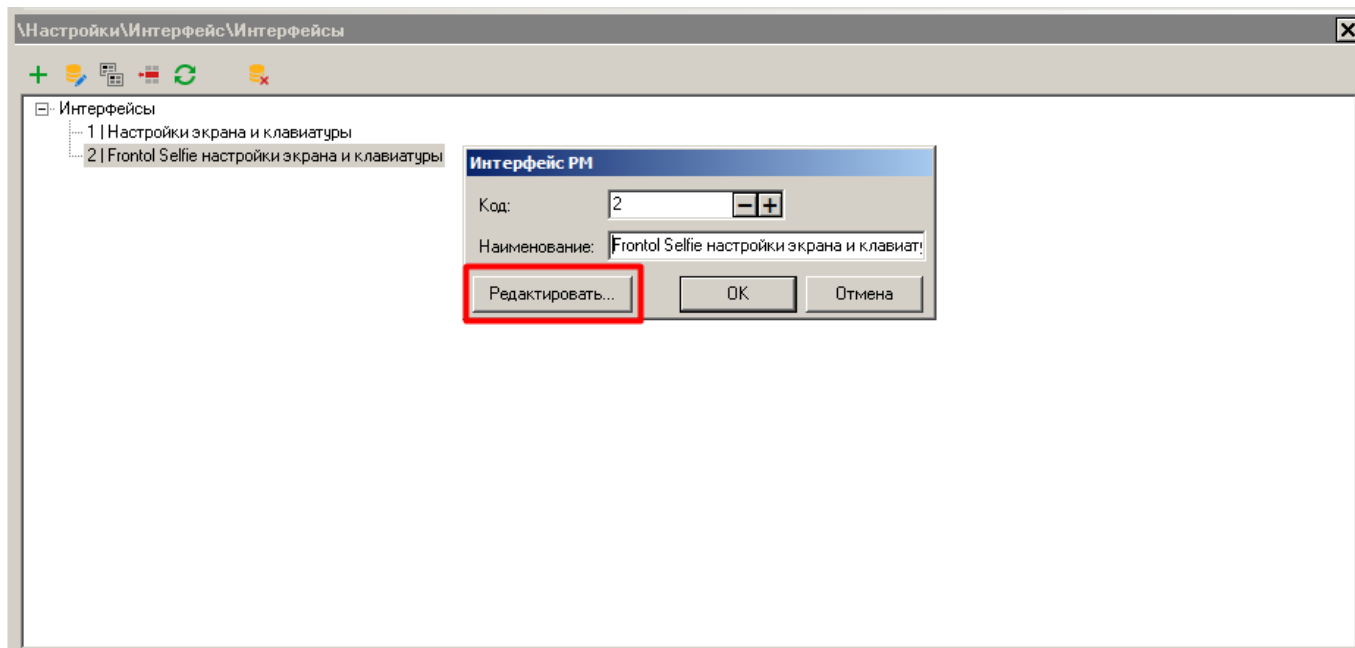 \Настройки\Интерфейс\Интерфейсы
Интерфейсы
1 | Настройки экрана и клавиатуры
2 | Frontol Selfie настройки экрана и клавиатуры
Интерфейс РМ
Код: 2
Наименование: Frontol Selfie настройки экрана и клавиат
Редактировать... OK Отмена